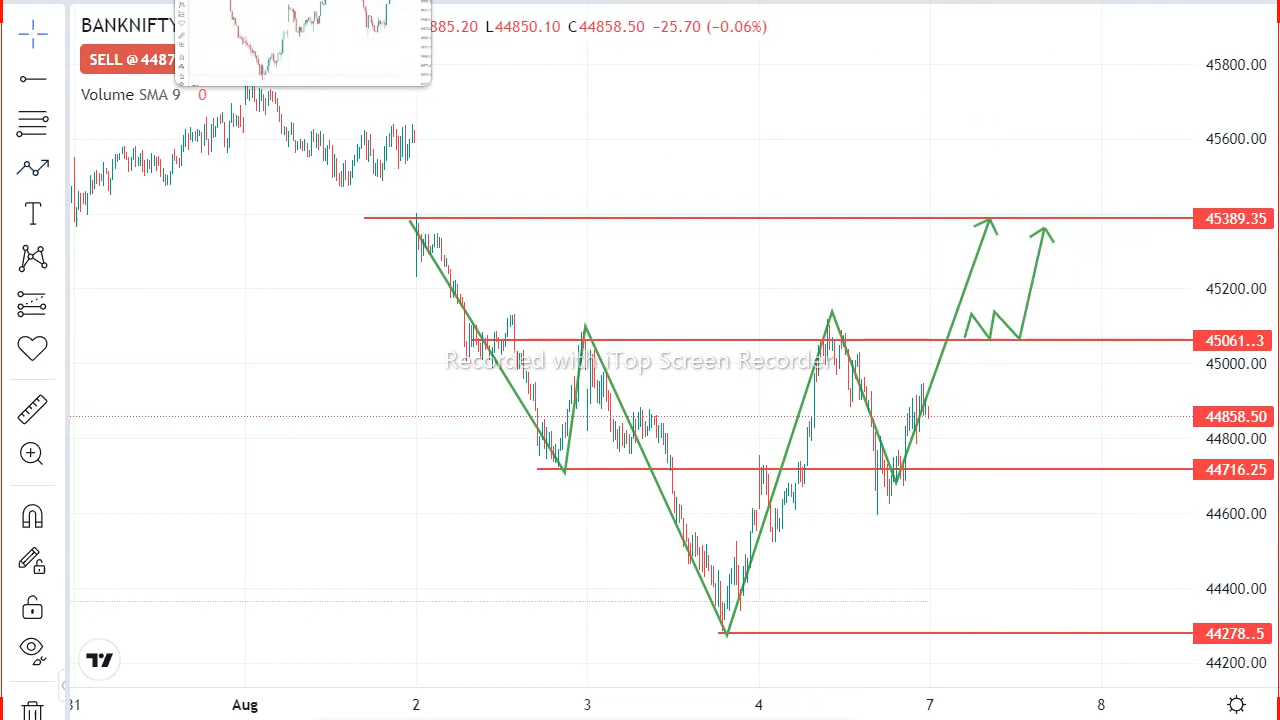 BANKNIFTY
885.20 L44850.10 C44858.50 −25.70 (−0.06%)
SELL @ 4487
Volume SMA 9 0
45800.00
45600.00
45389.35
45200.00
45061..3
Recorded with iTop Screen Recorder
45000.00
44858.50
44800.00
44716.25
44600.00
44400.00
44278..5
44200.00
31 Aug 2 3 4 7 8